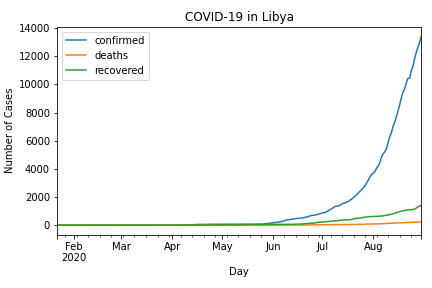 COVID-19 in Libya
14000
12000
10000
8000
6000
4000
2000
0
Number of Cases
confirmed
deaths
recovered
Feb Mar Apr May Jun Jul Aug
2020
Day